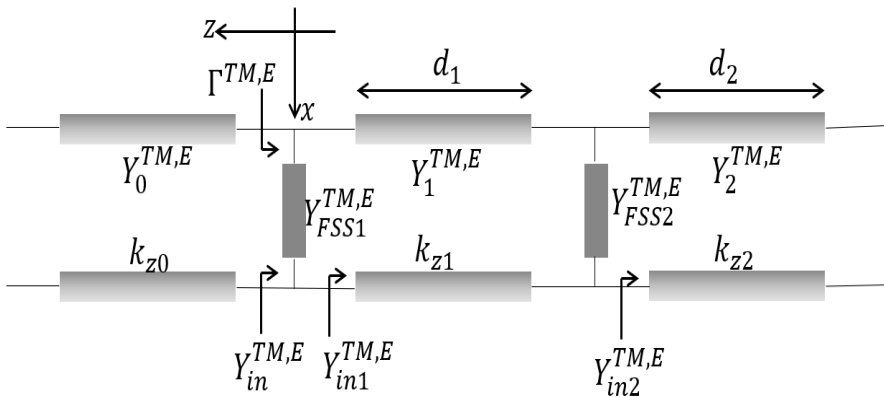 z
Γ^{TM,E}
x
d_1
d_2
Y_0^{TM,E}
Y_{FSS1}^{TM,E}
Y_1^{TM,E}
Y_{FSS2}^{TM,E}
Y_2^{TM,E}
k_{z0}
k_{z1}
k_{z2}
Y_{in}^{TM,E}
Y_{in1}^{TM,E}
Y_{in2}^{TM,E}